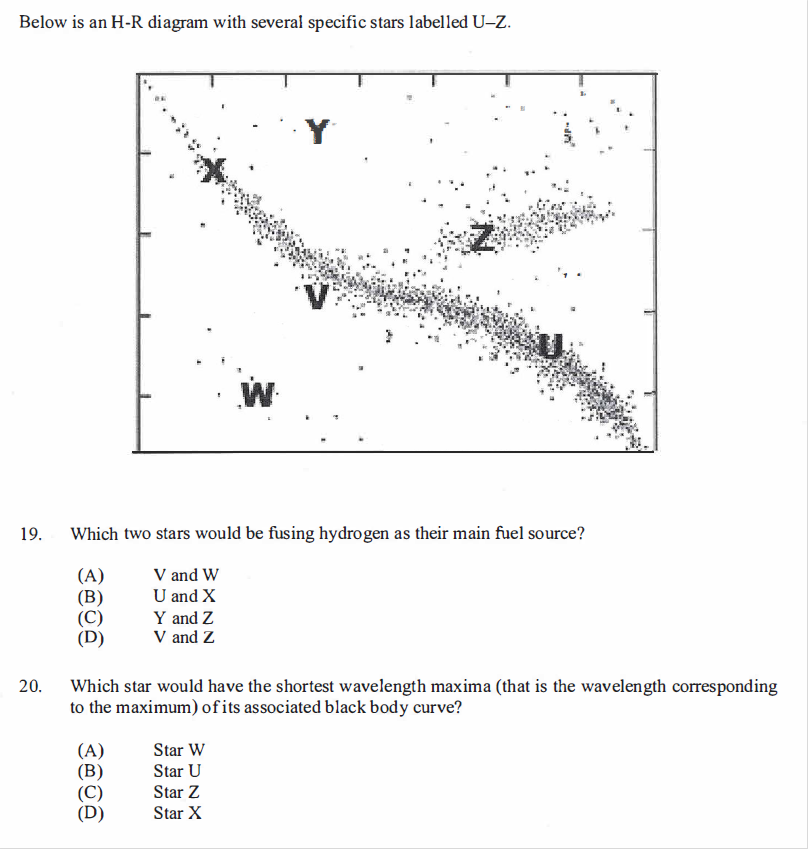 Below is an H-R diagram with several specific stars labelled U–Z.
Y
X
Z
V
U
W
19. Which two stars would be fusing hydrogen as their main fuel source?
(A) V and W
(B) U and X
(C) Y and Z
(D) V and Z
20. Which star would have the shortest wavelength maxima (that is the wavelength corresponding
to the maximum) of its associated black body curve?
(A) Star W
(B) Star U
(C) Star Z
(D) Star X